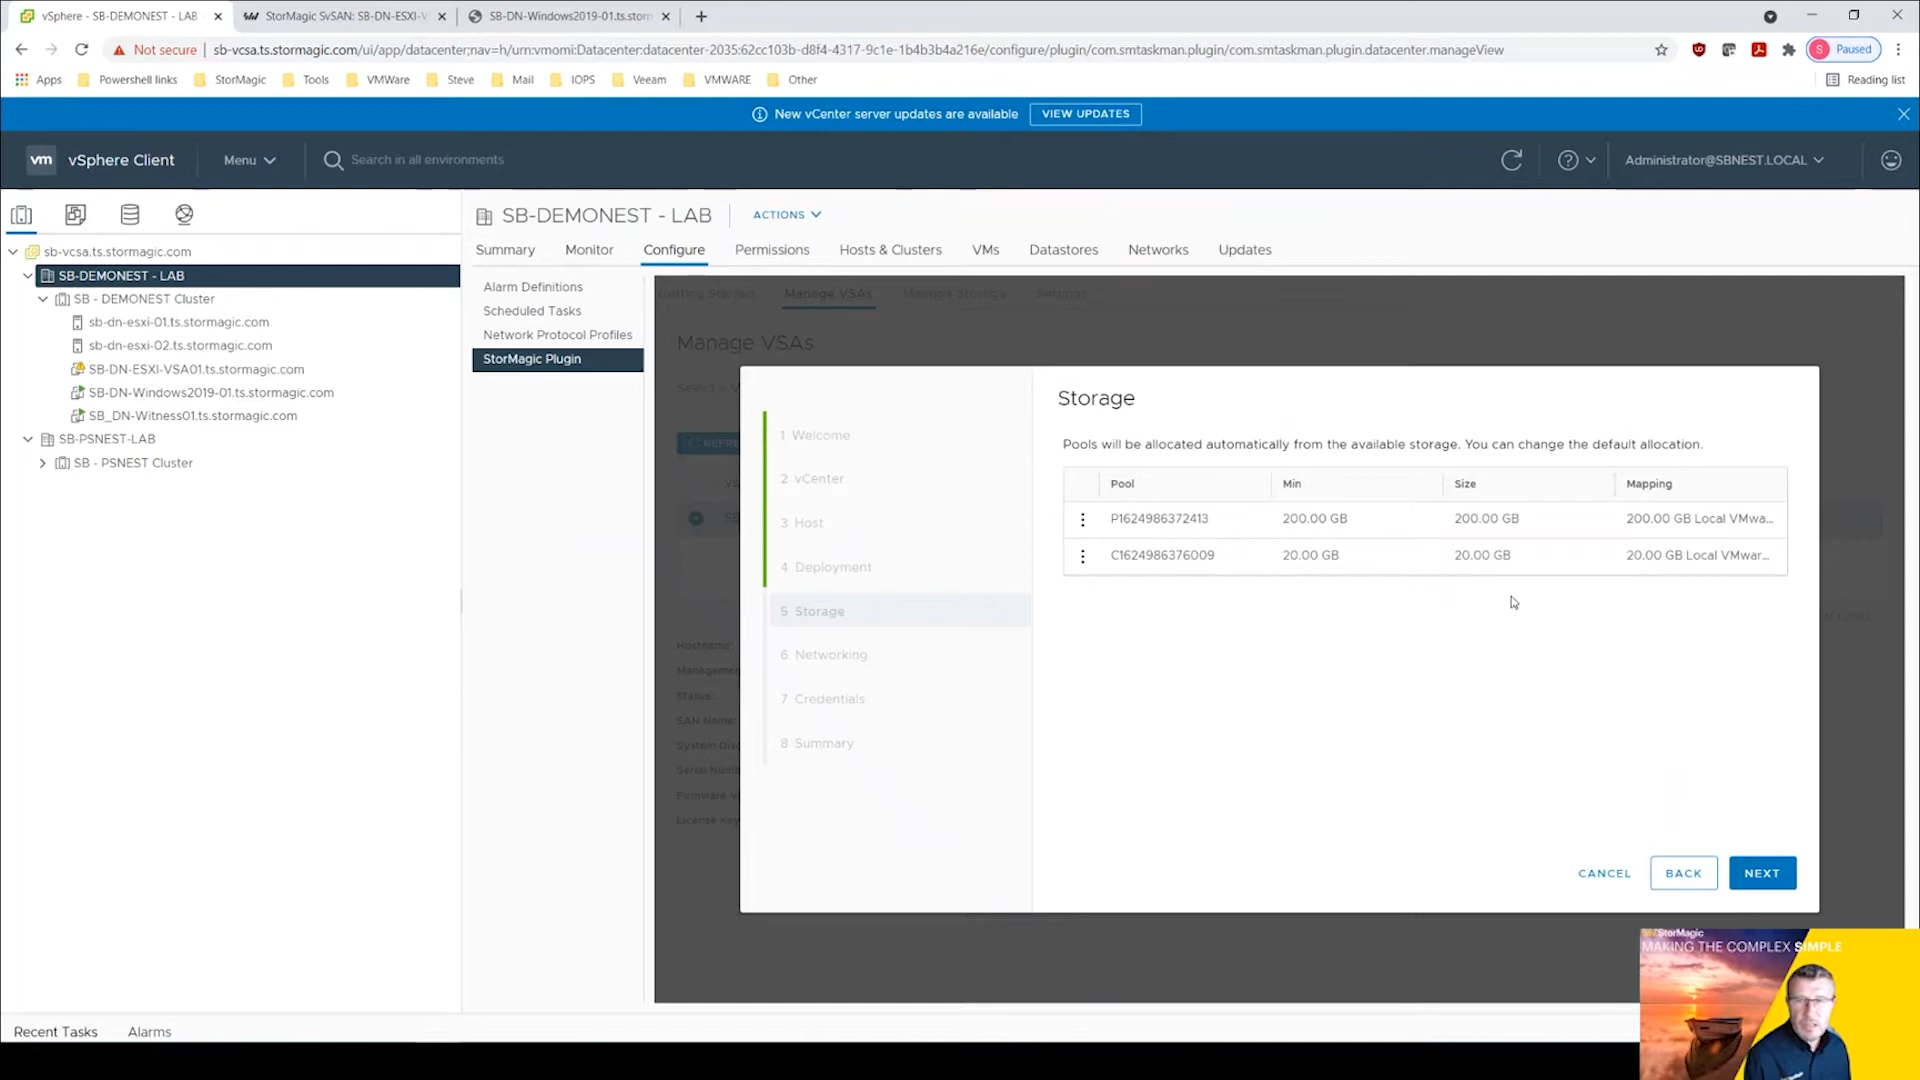 vSphere - SB-DEMONEST - LAB
StorMagic SvSAN: SB-DN-ESXI-V
SB-DN-Windows2019-01.ts.storm
Not secure
sb-vcsa.ts.stormagic.com/ui/app/datacenter;nav=h/urn:vmomi:Datacenter:datacenter-2035:62cc103b-d8f4-4317-9c1e-1b4b3b4a216e/configure/plugin/com.smtaskman.plugin/com.smtaskman.plugin.datacenter.manageView
S Paused
Apps
Powershell links
StorMagic
Tools
VMWare
Steve
Mail
IOPS
Veeam
VMWARE
Other
Reading list
New vCenter server updates are available
VIEW UPDATES
vm vSphere Client
Menu
Search in all environments
Administrator@SBNEST.LOCAL
sb-vcsa.ts.stormagic.com
SB-DEMONEST - LAB
SB - DEMONEST Cluster
sb-dn-esxi-01.ts.stormagic.com
sb-dn-esxi-02.ts.stormagic.com
SB-DN-ESXI-VSA01.ts.stormagic.com
SB-DN-Windows2019-01.ts.stormagic.com
SB_DN-Witness01.ts.stormagic.com
SB-PSNEST-LAB
SB - PSNEST Cluster
SB-DEMONEST - LAB
ACTIONS
Summary
Monitor
Configure
Permissions
Hosts & Clusters
VMs
Datastores
Networks
Updates
Alarm Definitions
Scheduled Tasks
Network Protocol Profiles
StorMagic Plugin
Getting Started
Manage VSAs
Manage Storage
Settings
Manage VSAs
Hostname
Status:
SAN Name:
1 Welcome
2 vCenter
3 Host
4 Deployment
5 Storage
6 Networking
7 Credentials
8 Summary
Storage
Pools will be allocated automatically from the available storage. You can change the default allocation.
Pool
Min
Size
Mapping
P1624986372413
200.00 GB
200.00 GB
200.00 GB Local VMwa...
C1624986376009
20.00 GB
20.00 GB
20.00 GB Local VMwar...
CANCEL
BACK
NEXT
Recent Tasks
Alarms
StorMagic
MAKING THE COMPLEX SIMPLE